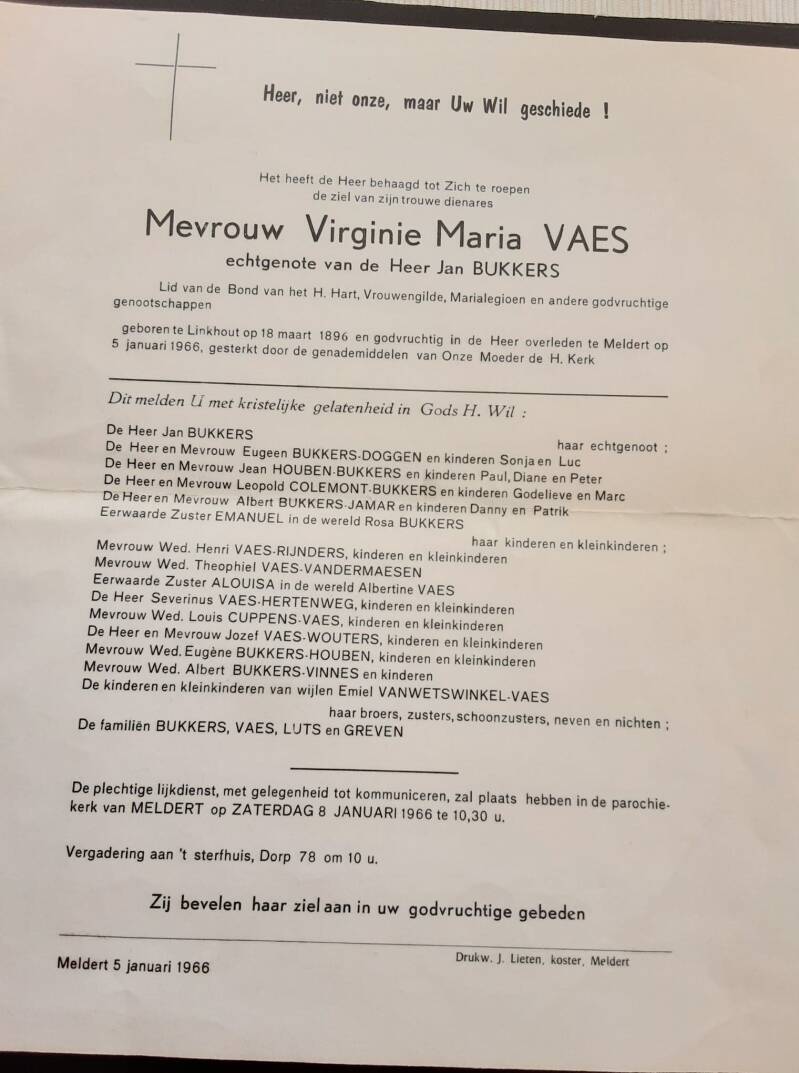 Heer, niet onze, maar Uw Wil geschiede !
Het heeft de Heer behaagd tot Zich te roepen
de ziel van zijn trouwe dienares
Mevrouw Virginie Maria VAES
echtgenote van de Heer Jan BUKKERS
Lid van de Bond van het H. Hart, Vrouwengilde, Marialegioen en andere godvruchtige
genootschappen
geboren te Linkhout op 18 maart 1896 en godvruchtig in de Heer overleden te Meldert op
5 januari 1966, gesterkt door de genademiddelen van Onze Moeder de H. Kerk
Dit melden U met kristelijke gelatenheid in Gods H. Wil :
De Heer Jan BUKKERS
haar echtgenoot ;
De Heer en Mevrouw Eugeen BUKKERS-DOGGEN en kinderen Sonja en Luc
De Heer en Mevrouw Jean HOUBEN-BUKKERS en kinderen Paul, Diane en Peter
De Heer en Mevrouw Leopold COLEMONT-BUKKERS en kinderen Godelieve en Marc
De Heer en Mevrouw Albert BUKKERS-JAMAR en kinderen Danny en Patrik
Eerwaarde Zuster EMANUEL in de wereld Rosa BUKKERS
haar kinderen en kleinkinderen ;
Mevrouw Wed. Henri VAES-RIJNDERS, kinderen en kleinkinderen
Mevrouw Wed. Theophiel VAES-VANDERMAESEN
Eerwaarde Zuster ALOUISA in de wereld Albertine VAES
De Heer Severinus VAES-HERTENWEG, kinderen en kleinkinderen
Mevrouw Wed. Louis CUPPENS-VAES, kinderen en kleinkinderen
De Heer en Mevrouw Jozef VAES-WOUTERS, kinderen en kleinkinderen
Mevrouw Wed. Eugène BUKKERS-HOUBEN, kinderen en kleinkinderen
Mevrouw Wed. Albert BUKKERS-VINNES en kinderen
De kinderen en kleinkinderen van wijlen Emiel VANWETSWINKEL-VAES
haar broers, zusters, schoonzusters, neven en nichten ;
De familiën BUKKERS, VAES, LUTS en GREVEN
De plechtige lijkdienst, met gelegenheid tot kommuniceren, zal plaats hebben in de parochie-
kerk van MELDERT op ZATERDAG 8 JANUARI 1966 te 10,30 u.
Vergadering aan 't sterfhuis, Dorp 78 om 10 u.
Zij bevelen haar ziel aan in uw godvruchtige gebeden
Meldert 5 januari 1966
Drukw. J. Lieten, koster, Meldert